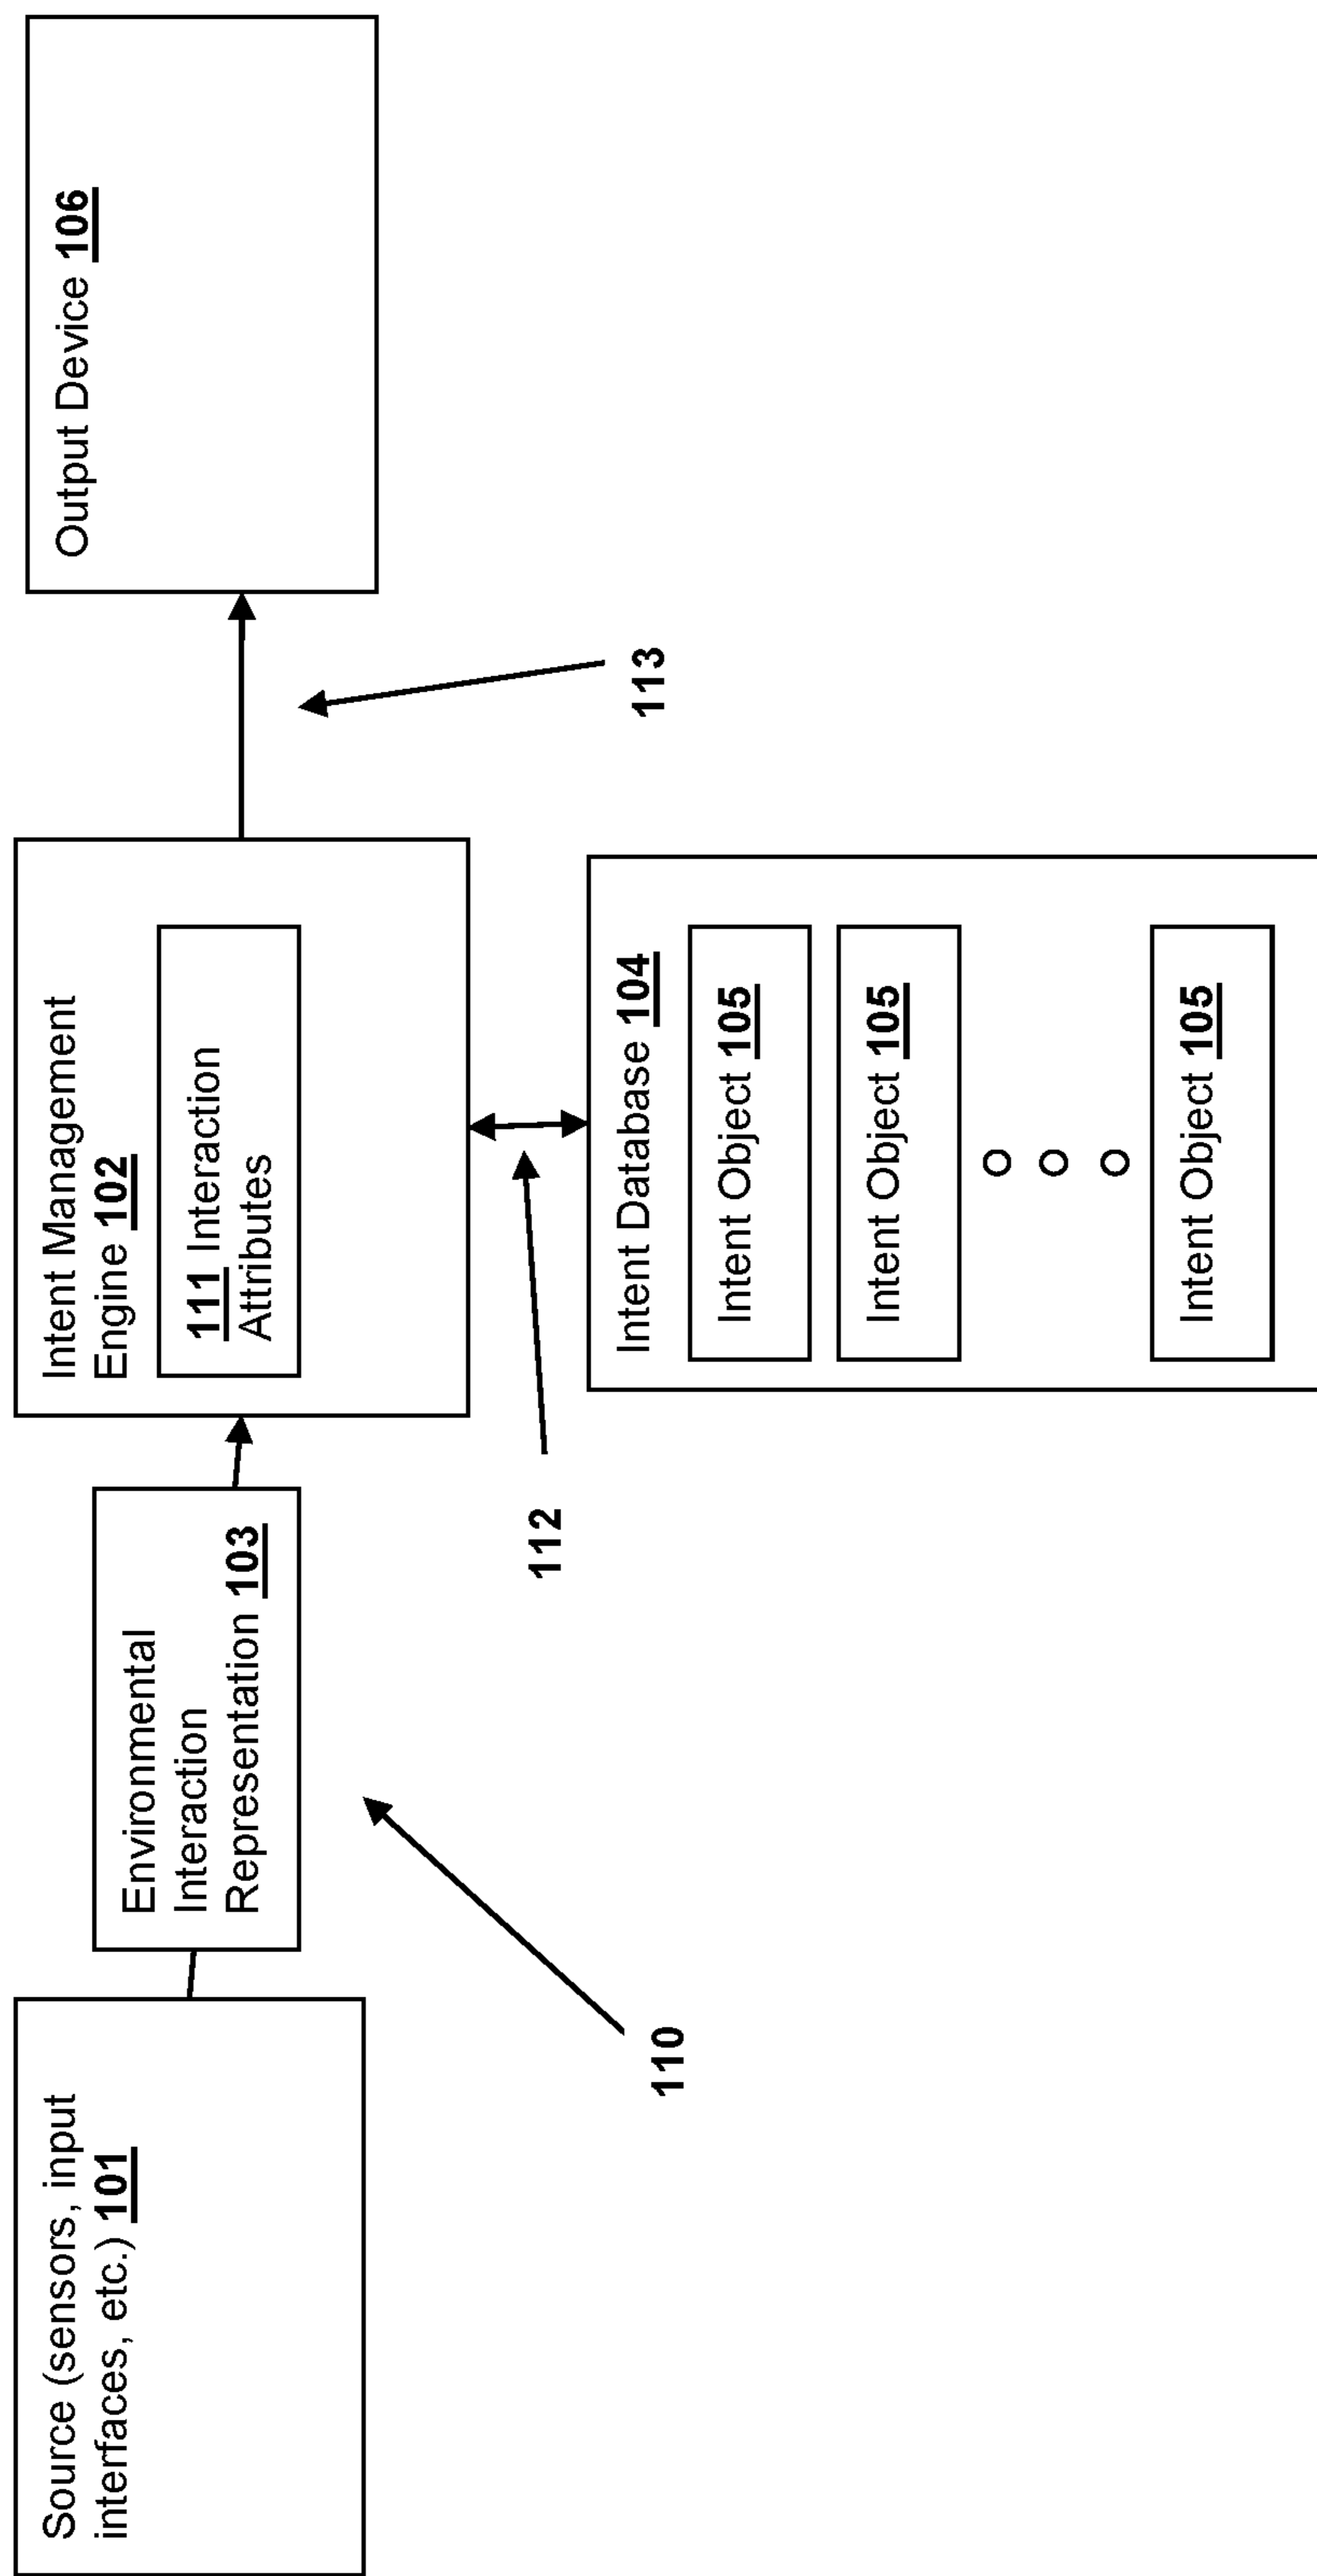 Source (sensors, input
interfaces, etc.) 101
Environmental
Interaction
Representation 103
110
Intent Management
Engine 102
111 Interaction
Attributes
112
Intent Database 104
Intent Object 105
Intent Object 105
Intent Object 105
113
Output Device 106